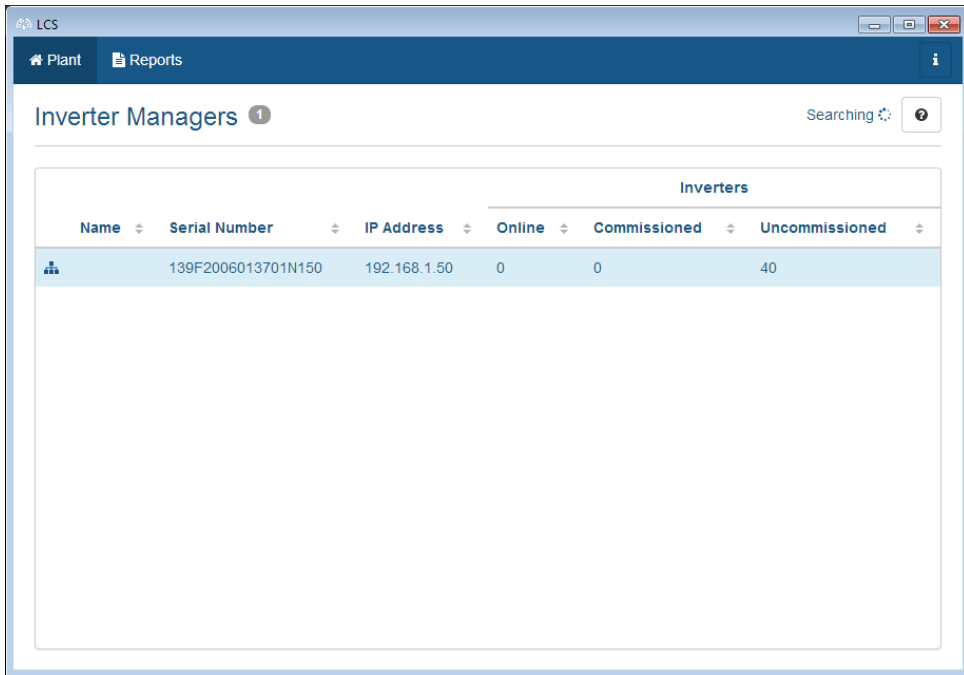 LCS
Plant Reports i
Inverter Managers 1 Searching ?
Inverters
Name Serial Number IP Address Online Commissioned Uncommissioned
139F2006013701N150 192.168.1.50 0 0 40